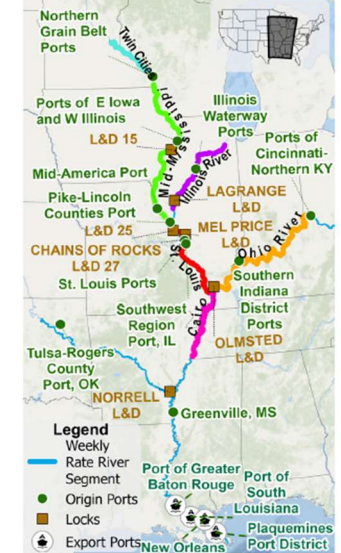 Northern
Grain Belt
Ports
Twin Cities
Mid-Mississippi
Ports of E Iowa
and W Illinois
Illinois
Waterway
Ports
L&D 15
Ports of
Cincinnati-
Northern KY
Mid-America Port
Illinois River
LAGRANGE
L&D
Pike-Lincoln
Counties Port
MEL PRICE
L&D
L&D 25
CHAINS OF ROCKS
L&D 27
St. Louis
Ohio River
St. Louis Ports
Southern
Indiana
District
Ports
Southwest
Region
Port, IL
Cairo
OLMSTED
L&D
Tulsa-Rogers
County
Port, OK
NORRELL
L&D
Greenville, MS
Legend
Weekly
Rate River
Segment
Origin Ports
Locks
Export Ports
Port of Greater
Baton Rouge
Port of
South
Louisiana
Plaquemines
Port District
New Orleans